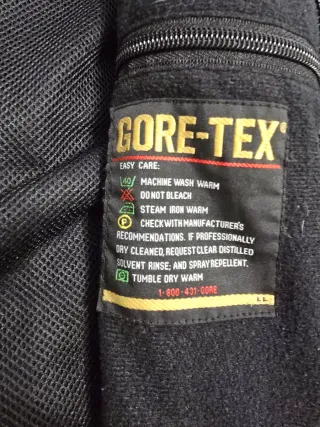 GORE-TEX®
EASY CARE:
40 MACHINE WASH WARM
DO NOT BLEACH
STEAM IRON WARM
P CHECK WITH MANUFACTURER'S
RECOMMENDATIONS. IF PROFESSIONALLY
DRY CLEANED, REQUEST CLEAR DISTILLED
SOLVENT RINSE; AND SPRAY REPELLENT.
TUMBLE DRY WARM
1-800-431-GORE